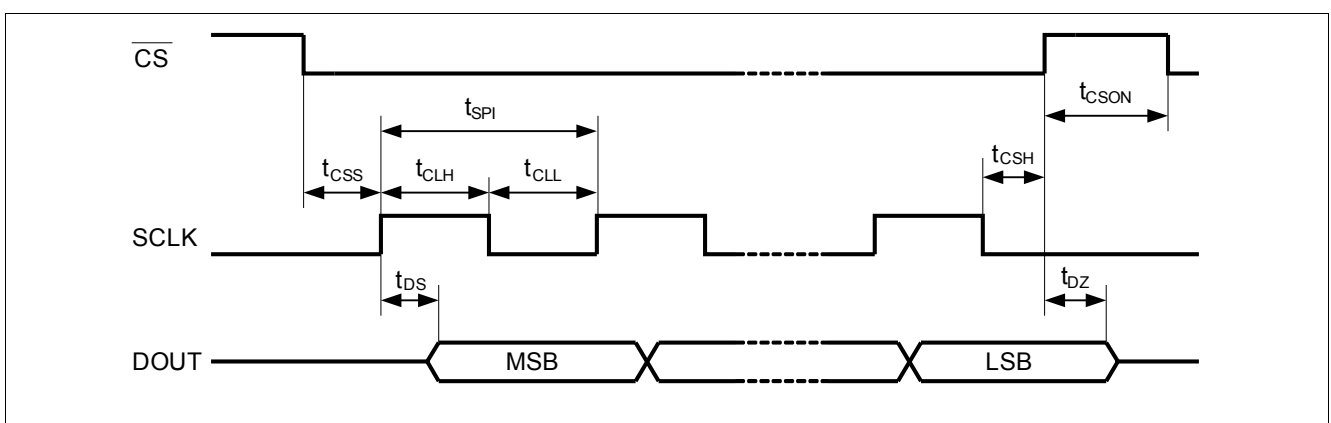 CS
tCSON
tSPI
tCSH
tCSS tCLH tCLL
SCLK
tDS tDZ
DOUT MSB LSB